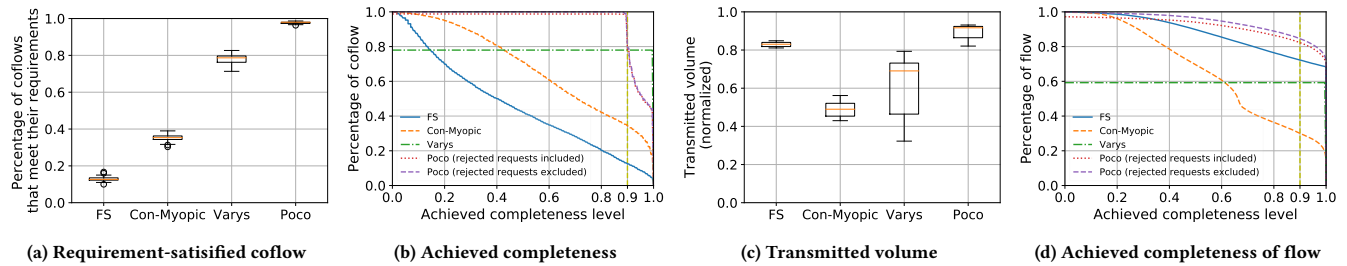 Percentage of coflows
that meet their requirements
1.0
0.8
0.6
0.4
0.2
0.0
FS
Con-Myopic
Varys
Poco
(a) Requirement-satisified coflow
Percentage of coflow
1.0
0.8
0.6
0.4
0.2
0.0
FS
Con-Myopic
Varys
Poco (rejected requests included)
Poco (rejected requests excluded)
0.0
0.2
0.4
0.6
0.8
0.9
1.0
Achieved completeness level
(b) Achieved completeness
Transmitted volume
(normalized)
1.0
0.8
0.6
0.4
0.2
0.0
FS
Con-Myopic
Varys
Poco
(c) Transmitted volume
Percentage of flow
1.0
0.8
0.6
0.4
0.2
0.0
FS
Con-Myopic
Varys
Poco (rejected requests included)
Poco (rejected requests excluded)
0.0
0.2
0.4
0.6
0.8
0.9
1.0
Achieved completeness level
(d) Achieved completeness of flow